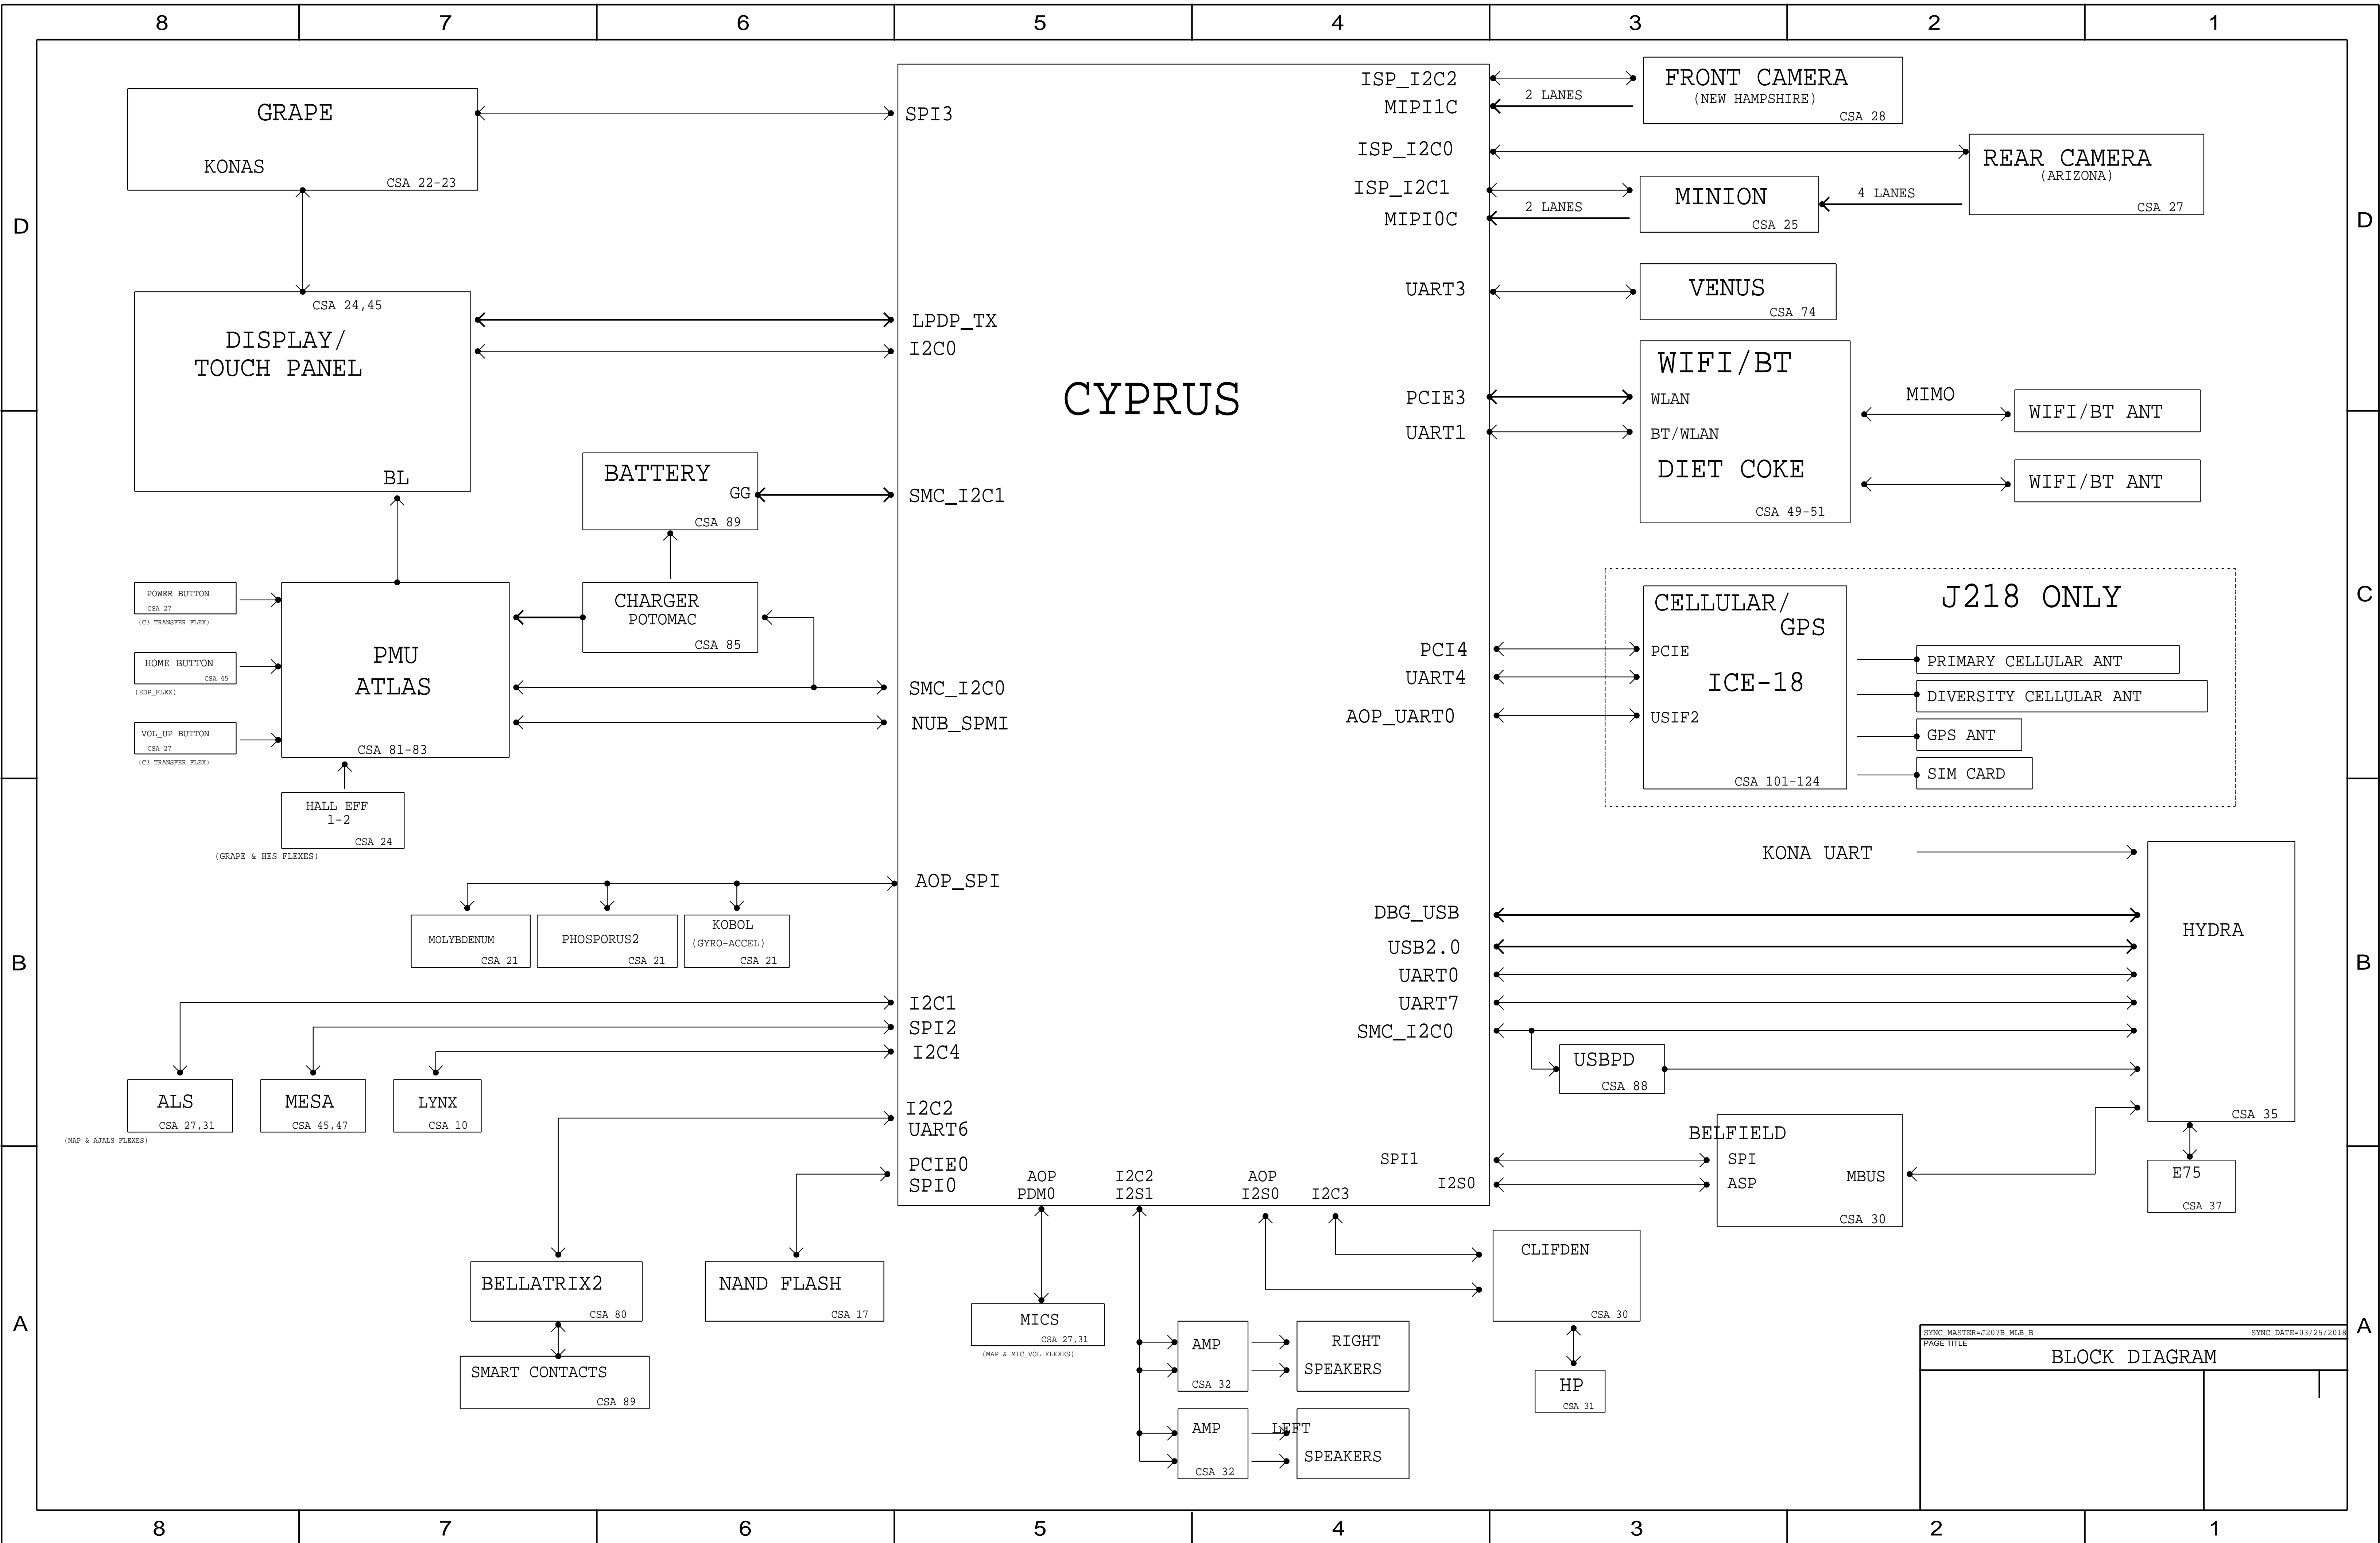 8 7 6 5 4 3 2 1
D
C
B
A
GRAPE
KONAS
CSA 22-23
CSA 24,45
DISPLAY/
TOUCH PANEL
BL
BATTERY
GG
CSA 89
CHARGER
POTOMAC
CSA 85
POWER BUTTON
CSA 27
(C3 TRANSFER FLEX)
HOME BUTTON
CSA 45
(EDP_FLEX)
VOL_UP BUTTON
CSA 27
(C3 TRANSFER FLEX)
PMU
ATLAS
CSA 81-83
HALL EFF
1-2
CSA 24
(GRAPE & HES FLEXES)
MOLYBDENUM
CSA 21
PHOSPORUS2
CSA 21
KOBOL
(GYRO-ACCEL)
CSA 21
ALS
CSA 27,31
(MAP & AJALS FLEXES)
MESA
CSA 45,47
LYNX
CSA 10
BELLATRIX2
CSA 80
SMART CONTACTS
CSA 89
NAND FLASH
CSA 17
CYPRUS
SPI3
LPDP_TX
I2C0
SMC_I2C1
SMC_I2C0
NUB_SPMI
AOP_SPI
I2C1
SPI2
I2C4
I2C2
UART6
PCIE0
SPI0
AOP
PDM0
I2C2
I2S1
AOP
I2S0
I2C3
ISP_I2C2
MIPI1C
ISP_I2C0
ISP_I2C1
MIPI0C
UART3
PCIE3
UART1
PCI4
UART4
AOP_UART0
DBG_USB
USB2.0
UART0
UART7
SMC_I2C0
SPI1
I2S0
2 LANES
FRONT CAMERA
(NEW HAMPSHIRE)
CSA 28
REAR CAMERA
(ARIZONA)
CSA 27
4 LANES
2 LANES
MINION
CSA 25
VENUS
CSA 74
WIFI/BT
WLAN
BT/WLAN
DIET COKE
CSA 49-51
MIMO
WIFI/BT ANT
WIFI/BT ANT
J218 ONLY
CELLULAR/
GPS
PCIE
ICE-18
USIF2
CSA 101-124
PRIMARY CELLULAR ANT
DIVERSITY CELLULAR ANT
GPS ANT
SIM CARD
KONA UART
HYDRA
CSA 35
USBPD
CSA 88
BELFIELD
SPI
ASP
MBUS
CSA 30
E75
CSA 37
MICS
CSA 27,31
(MAP & MIC_VOL FLEXES)
AMP
CSA 32
RIGHT
SPEAKERS
AMP
CSA 32
LEFT
SPEAKERS
CLIFDEN
CSA 30
HP
CSA 31
SYNC_MASTER=J207B_MLB_B
SYNC_DATE=03/25/2018
PAGE TITLE
BLOCK DIAGRAM
D
C
B
A
8 7 6 5 4 3 2 1